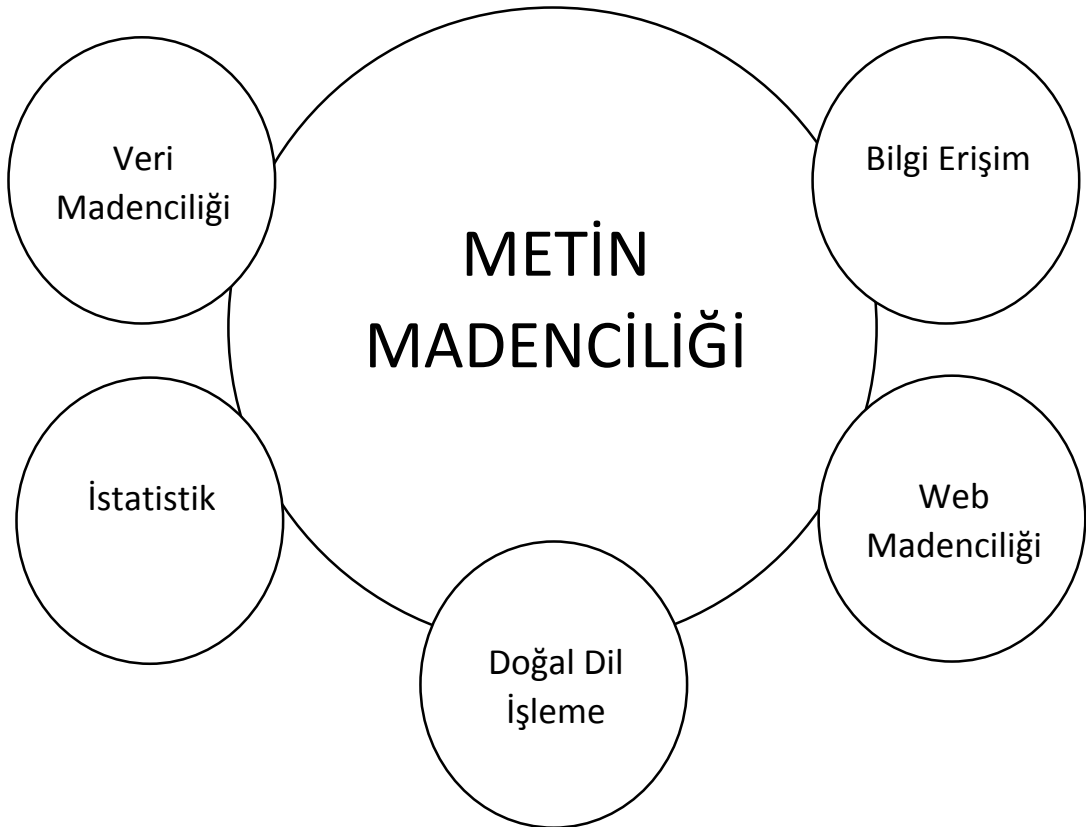 Veri
Madenciliği
Bilgi Erişim
METİN
MADENCİLİĞİ
İstatistik
Web
Madenciliği
Doğal Dil
İşleme